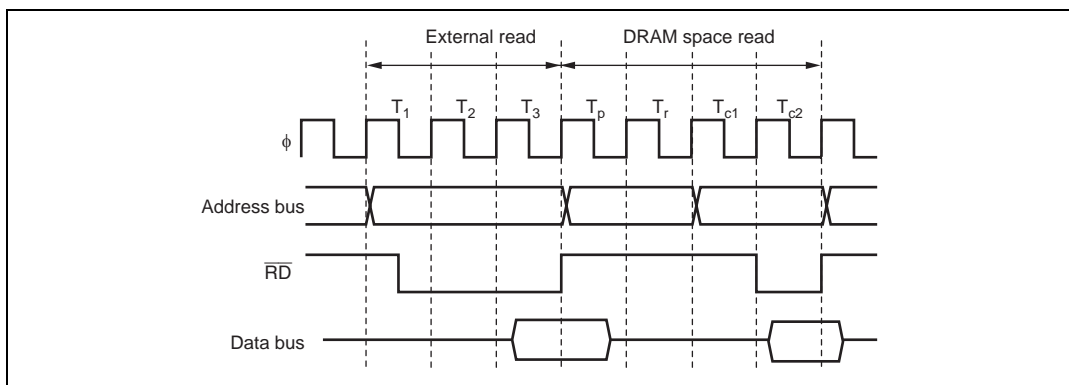 External read DRAM space read
T1 T2 T3 Tp Tr Tc1 Tc2
ϕ
Address bus
RD
Data bus